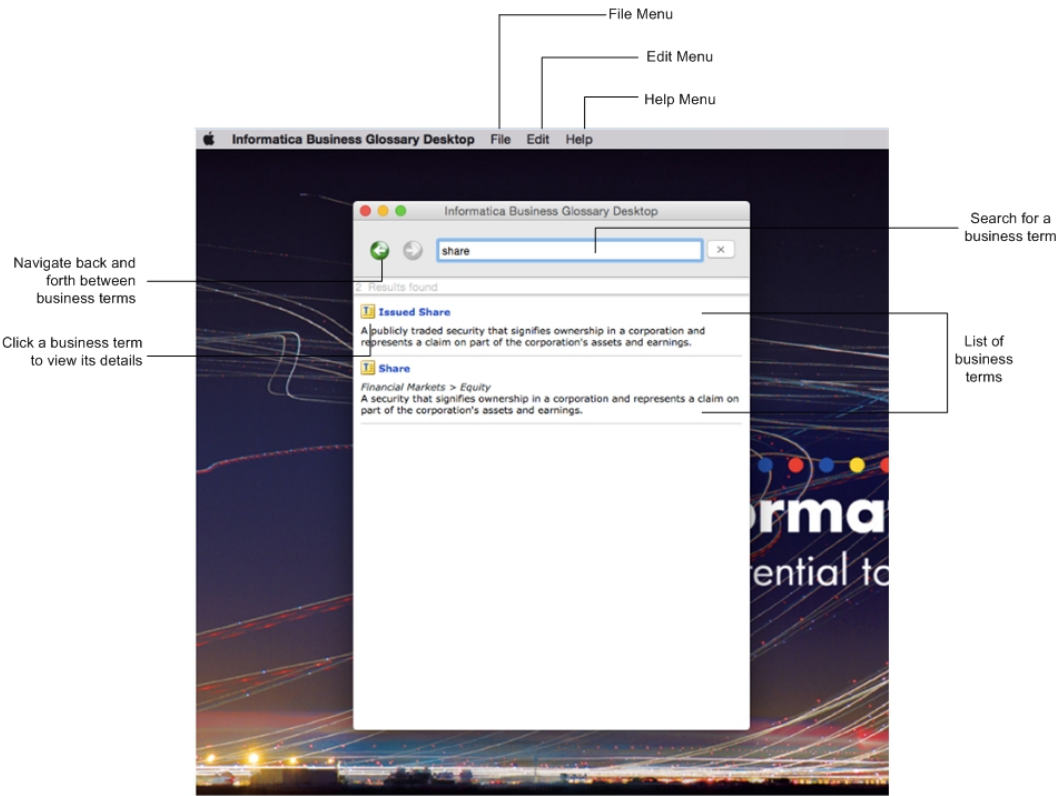 File Menu
Edit Menu
Help Menu
Informatica Business Glossary Desktop File Edit Help
Informatica Business Glossary Desktop
Search for a
business term
share
Navigate back and
forth between
business terms
2 Results found
Issued Share
A publicly traded security that signifies ownership in a corporation and
represents a claim on part of the corporation's assets and earnings.
Click a business term
to view its details
List of
business
terms
Share
Financial Markets > Equity
A security that signifies ownership in a corporation and represents a claim on
part of the corporation's assets and earnings.
orma
ential to